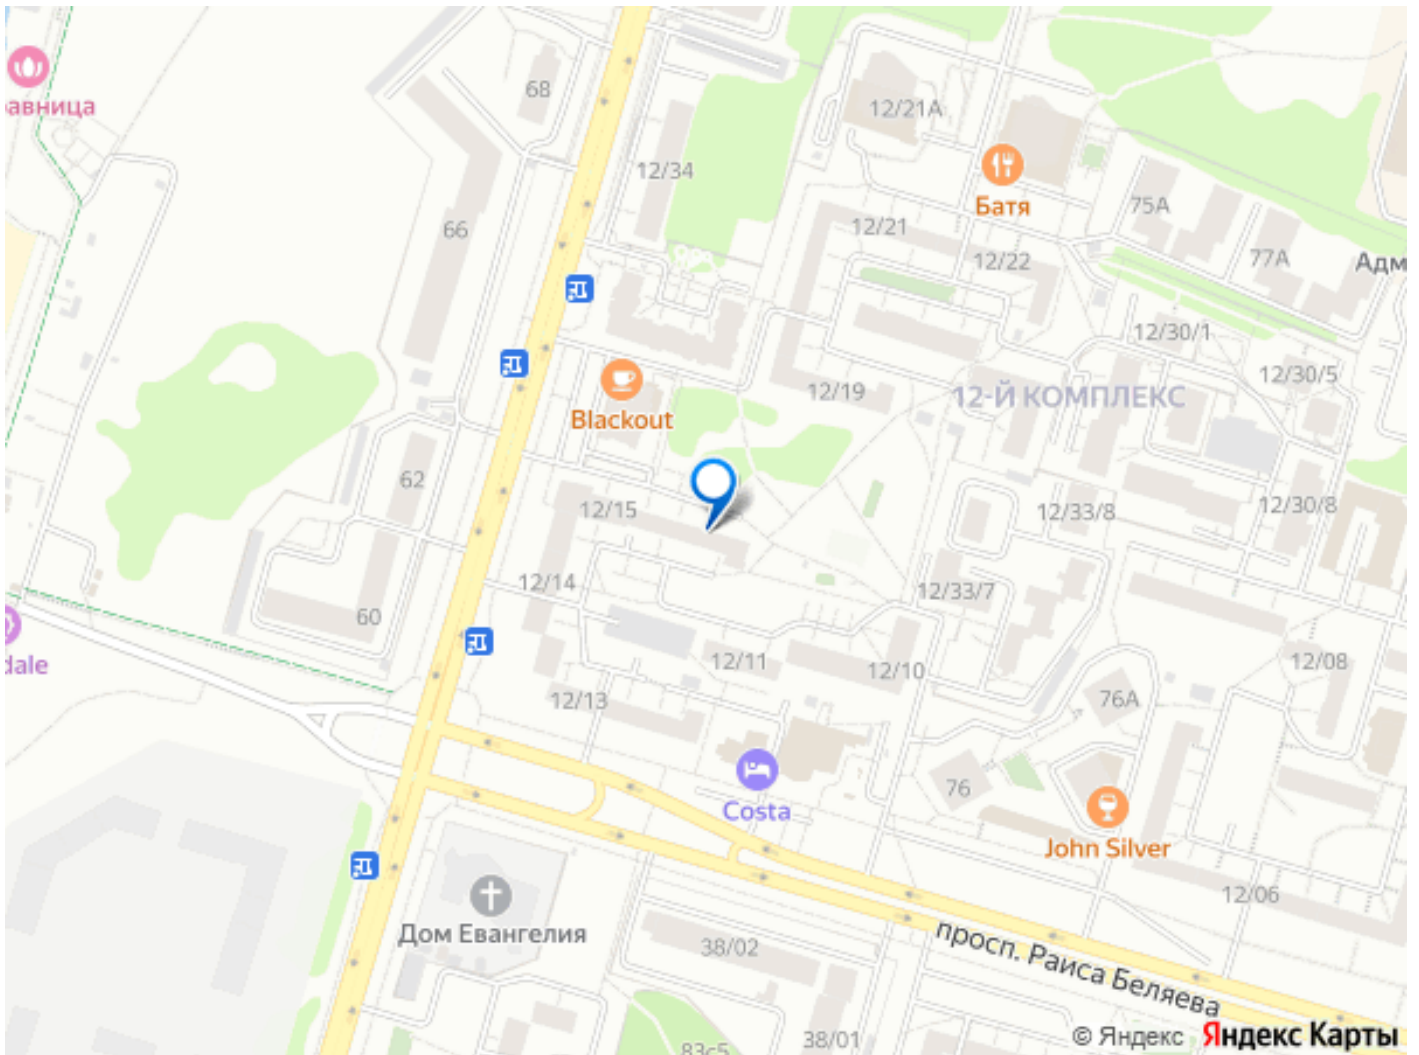 68
12/21А
авница
12/34
Батя
75А
66
12/21
12/22
77А
Адм
12/30/1
12/30/5
12/19
12-Й КОМПЛЕКС
Blackout
62
12/15
12/33/8
12/30/8
12/14
12/33/7
60
dale
12/11
12/10
12/08
12/13
76А
76
Costa
John Silver
12/06
Дом Евангелия
38/02
просп. Раиса Беляева
38/01
83с5
© Яндекс Яндекс Карты